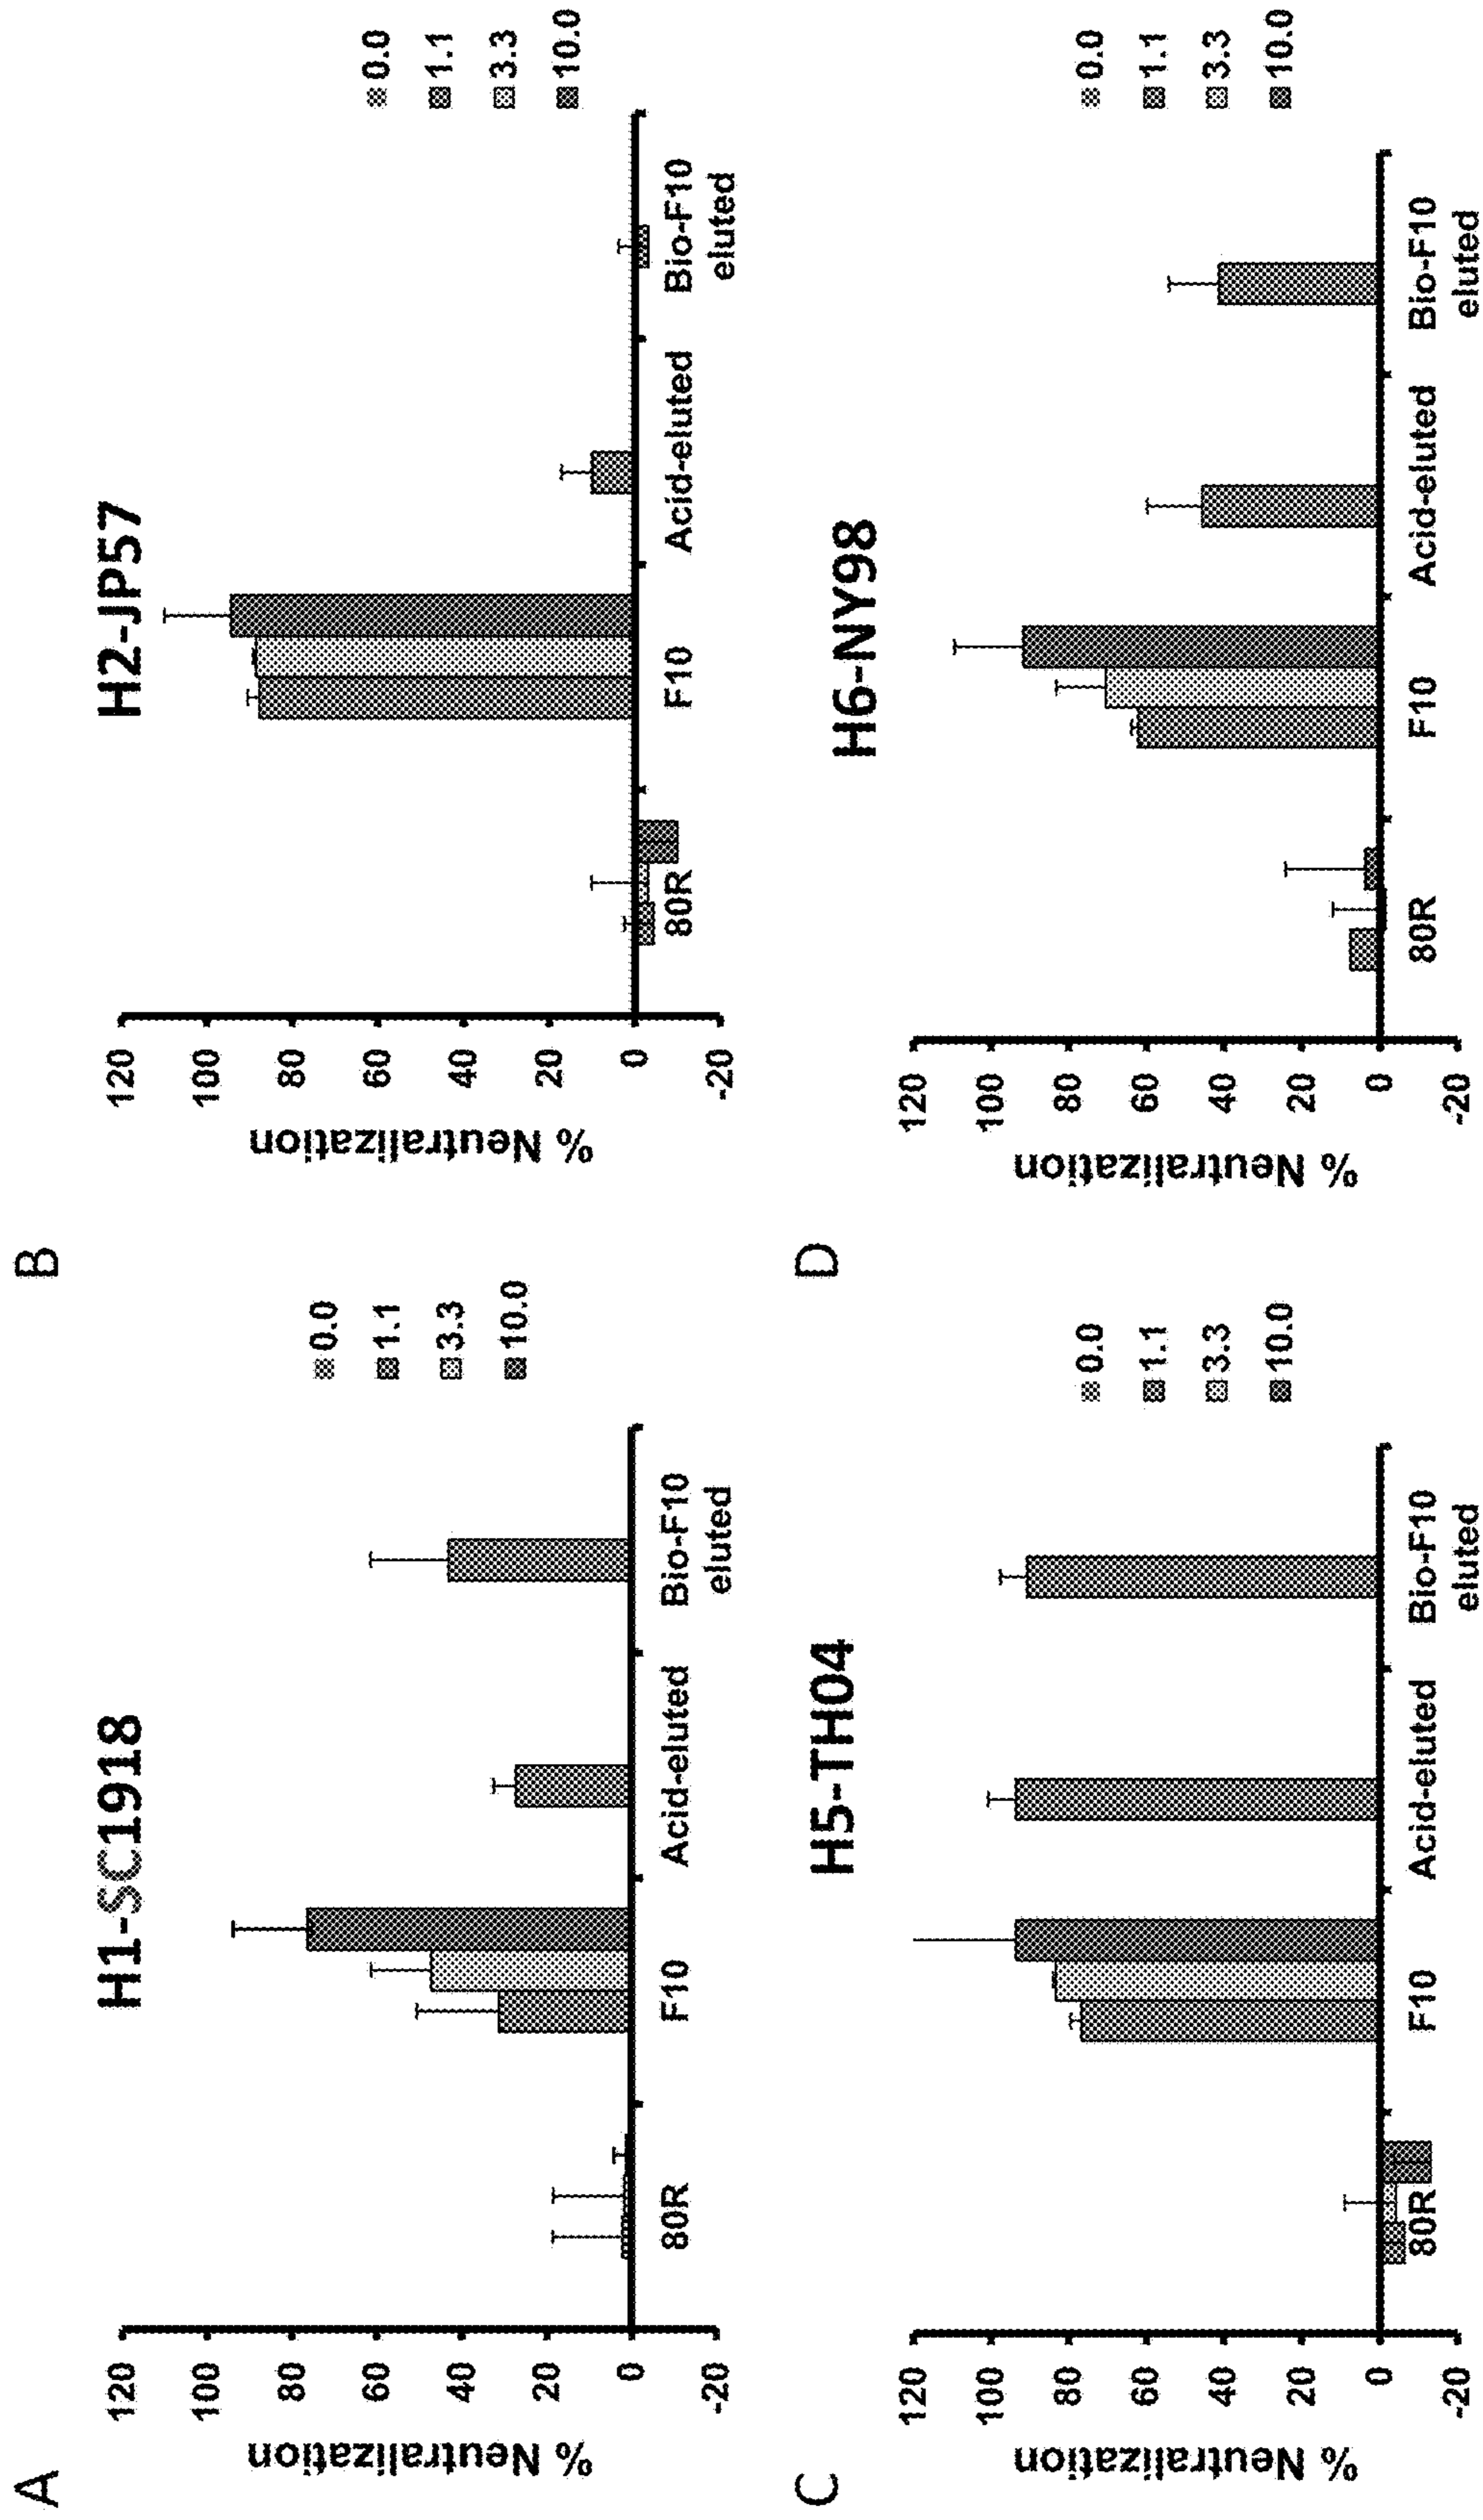 A
H1-SC1918
% Neutralization
120
100
80
60
40
20
0
-20
80R
F10
Acid-eluted
Bio-F10
eluted
0.0
1.1
3.3
10.0
B
H2-JP57
% Neutralization
120
100
80
60
40
20
0
-20
80R
F10
Acid-eluted
Bio-F10
eluted
0.0
1.1
3.3
10.0
C
H5-TH04
% Neutralization
120
100
80
60
40
20
0
-20
80R
F10
Acid-eluted
Bio-F10
eluted
0.0
1.1
3.3
10.0
D
H6-NY98
% Neutralization
120
100
80
60
40
20
0
-20
80R
F10
Acid-eluted
Bio-F10
eluted
0.0
1.1
3.3
10.0